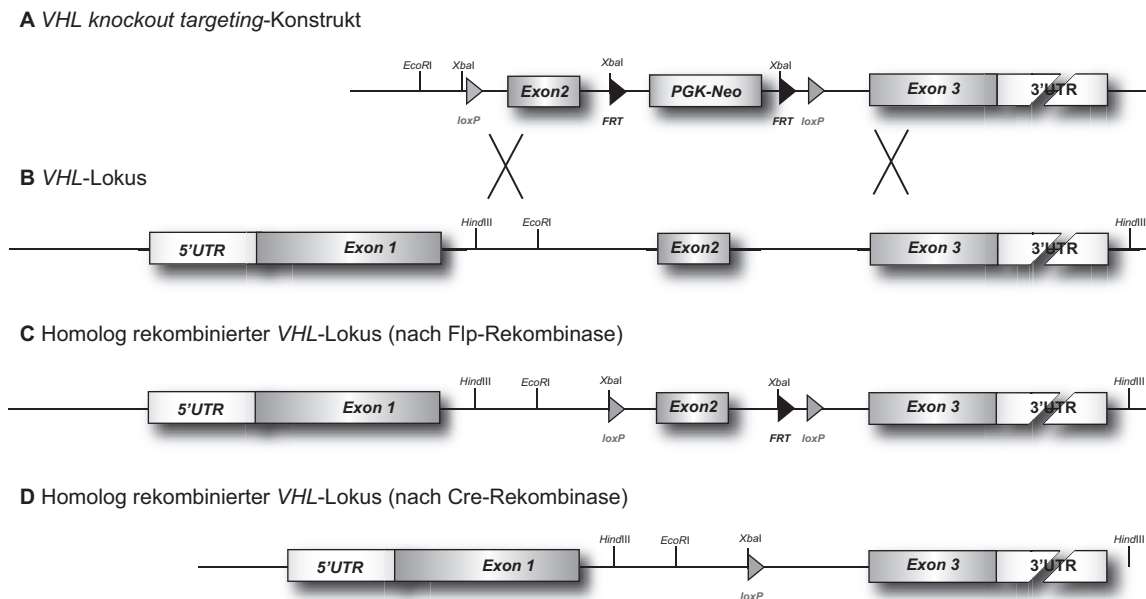 A VHL knockout targeting-Konstrukt
EcoRI XbaI XbaI XbaI
Exon2 PGK-Neo Exon 3 3'UTR
loxP FRT FRT loxP
B VHL-Lokus
HindIII EcoRI HindIII
5'UTR Exon 1 Exon2 Exon 3 3'UTR
C Homolog rekombinierter VHL-Lokus (nach Flp-Rekombinase)
HindIII EcoRI XbaI XbaI HindIII
5'UTR Exon 1 Exon2 Exon 3 3'UTR
loxP FRT loxP
D Homolog rekombinierter VHL-Lokus (nach Cre-Rekombinase)
HindIII EcoRI XbaI HindIII
5'UTR Exon 1 Exon 3 3'UTR
loxP